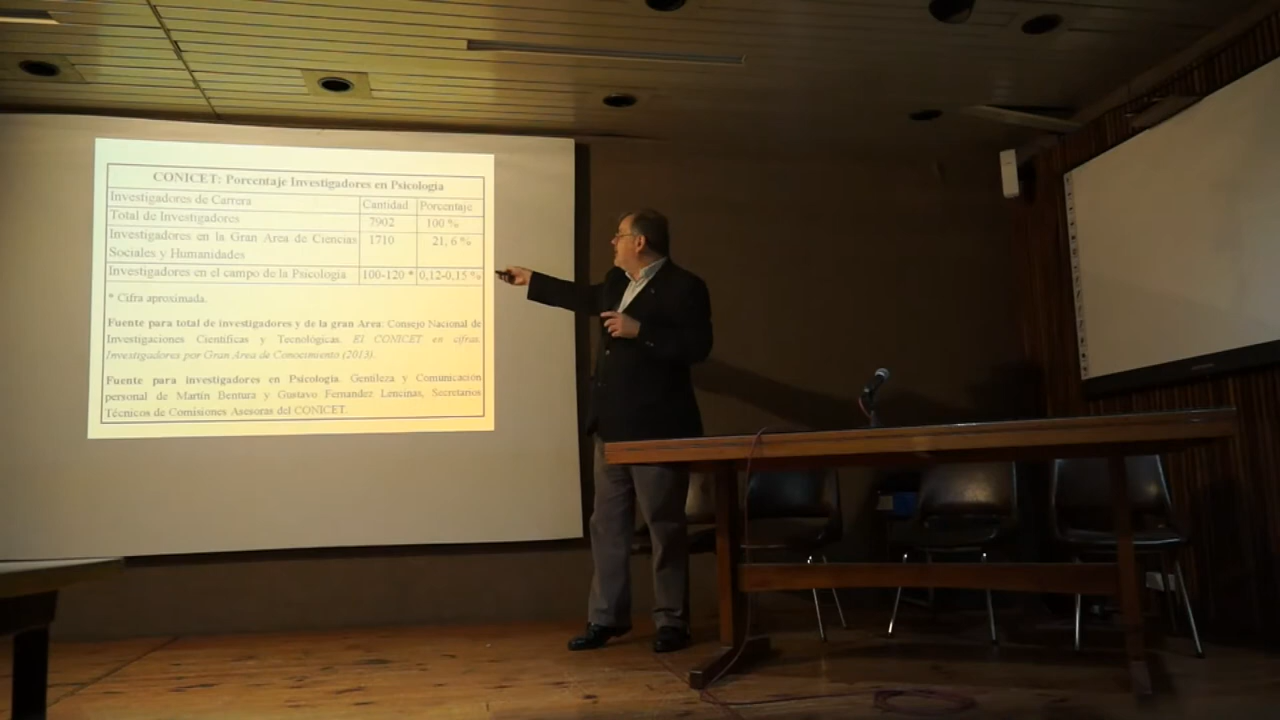 CONICET: Porcentaje Investigadores en Psicología
Investigadores de Carrera Cantidad Porcentaje
Total de Investigadores 7902 100 %
Investigadores en la Gran Area de Ciencias 1710 21, 6 %
Sociales y Humanidades
Investigadores en el campo de la Psicología 100-120 * 0,12-0,15 %
* Cifra aproximada.
Fuente para total de investigadores y de la gran Area: Consejo Nacional de
Investigaciones Científicas y Tecnológicas. El CONICET en cifras.
Investigadores por Gran Area de Conocimiento (2013).
Fuente para investigadores en Psicología. Gentileza y Comunicación
personal de Martín Bentura y Gustavo Fernandez Lencinas, Secretarios
Técnicos de Comisiones Asesoras del CONICET.